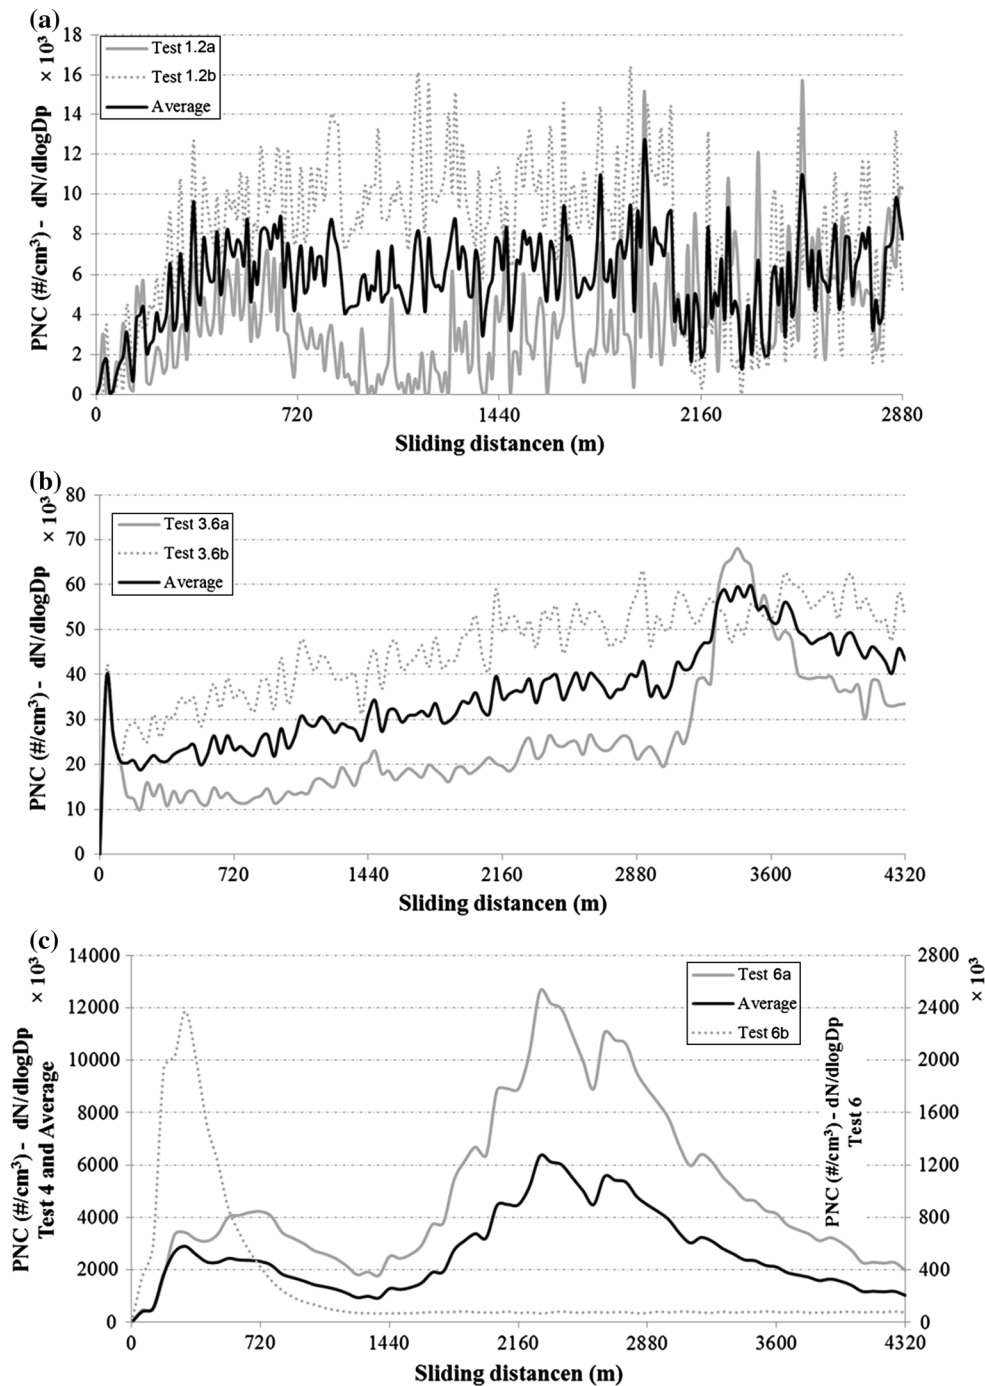 (a)
PNC (#/cm³) - dN/dlogDp
× 10³
18
16
14
12
10
8
6
4
2
0
Test 1.2a
Test 1.2b
Average
0 720 1440 2160 2880
Sliding distancen (m)
(b)
PNC (#/cm³) - dN/dlogDp
× 10³
80
70
60
50
40
30
20
10
0
Test 3.6a
Test 3.6b
Average
0 720 1440 2160 2880 3600 4320
Sliding distancen (m)
(c)
PNC (#/cm³) - dN/dlogDp
Test 4 and Average
× 10³
14000
12000
10000
8000
6000
4000
2000
0
Test 6a
Average
Test 6b
PNC (#/cm³) - dN/dlogDp
Test 6
2800
2400
2000
1600
1200
800
400
0
× 10³
0 720 1440 2160 2880 3600 4320
Sliding distancen (m)